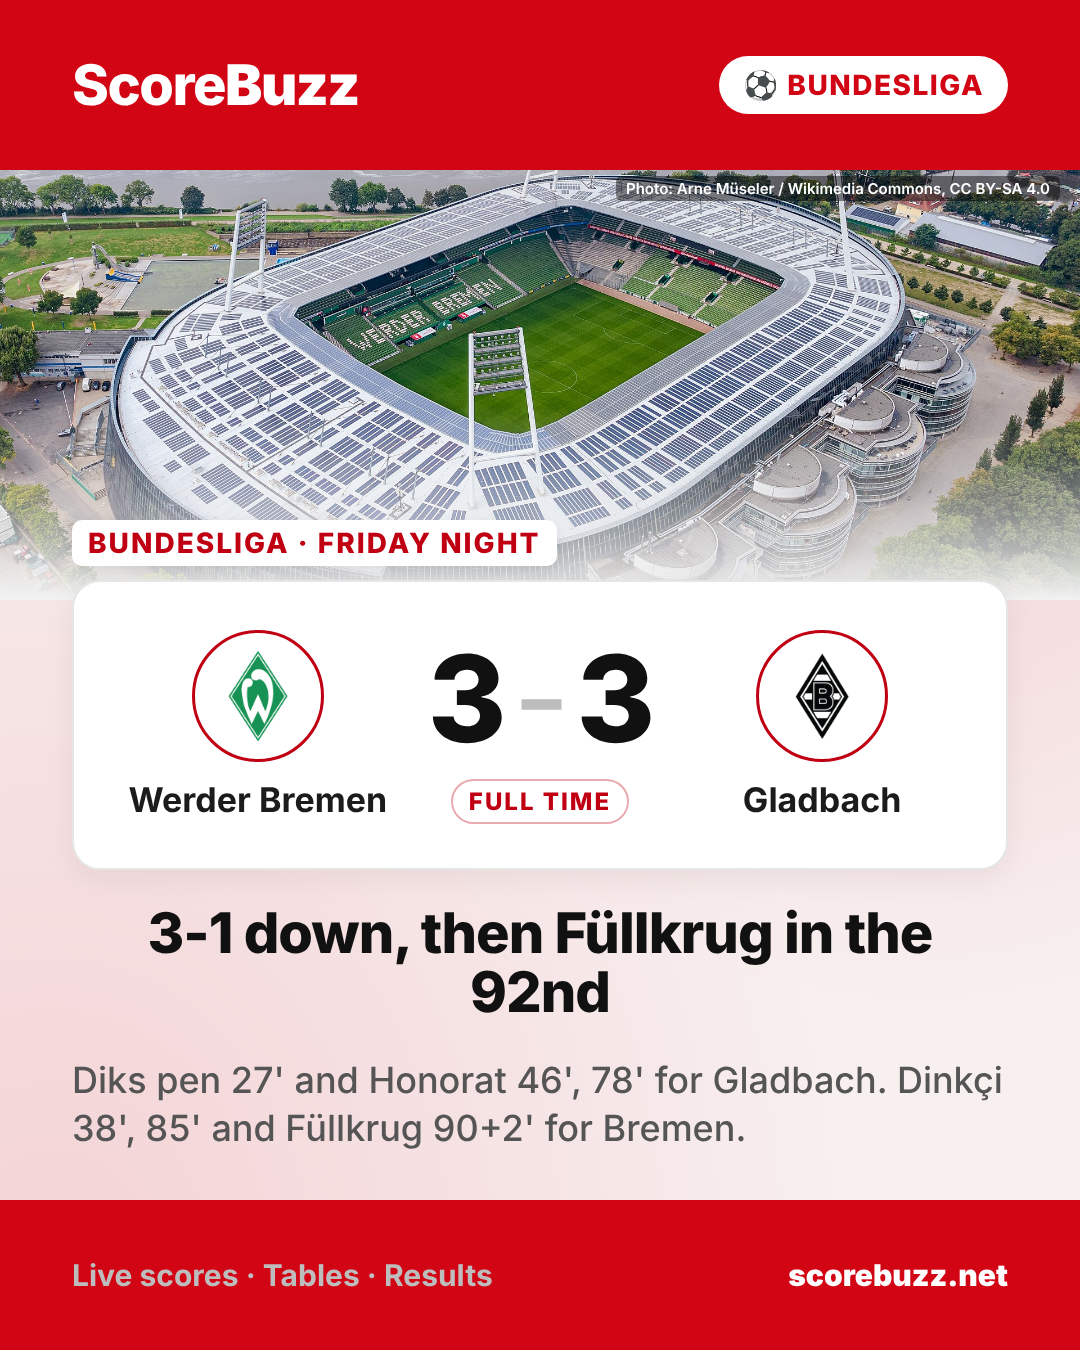 ScoreBuzz
⚽ BUNDESLIGA
Photo: Arne Müseler / Wikimedia Commons, CC BY-SA 4.0
WERDER BREMEN
BUNDESLIGA · FRIDAY NIGHT
3 - 3
B
Werder Bremen
FULL TIME
Gladbach
3-1 down, then Füllkrug in the
92nd
Diks pen 27' and Honorat 46', 78' for Gladbach. Dinkçi
38', 85' and Füllkrug 90+2' for Bremen.
Live scores · Tables · Results
scorebuzz.net